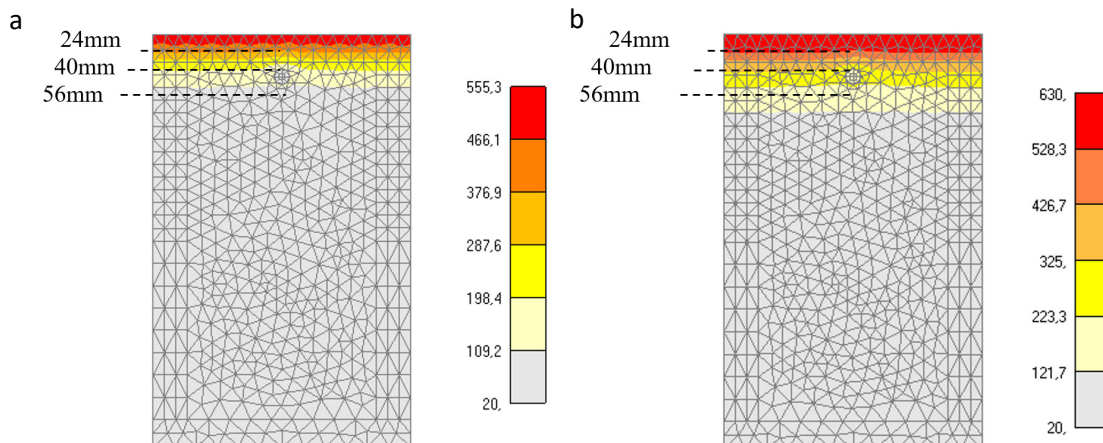 a
24mm
40mm
56mm
555,3
466,1
376,9
287,6
198,4
109,2
20,
b
24mm
40mm
56mm
630,
528,3
426,7
325,
223,3
121,7
20,